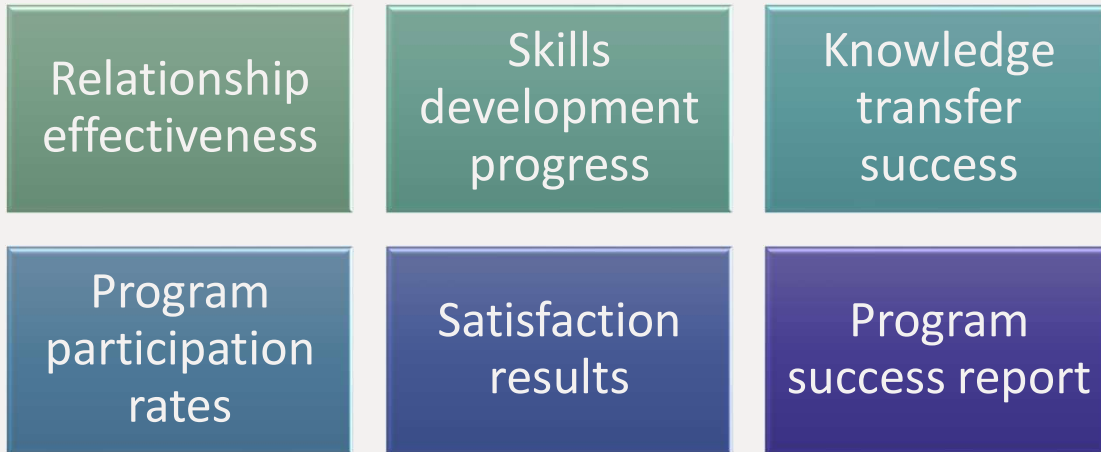 Relationship
effectiveness
Skills
development
progress
Knowledge
transfer
success
Program
participation
rates
Satisfaction
results
Program
success report